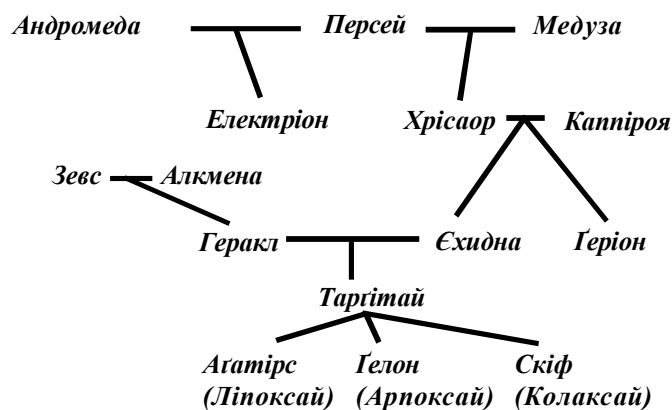 Андромеда Персей Медуза
Електріон Хрісаор Каппіроя
Зевс Алкмена
Геракл Єхидна Ґеріон
Тарґітай
Аґатірс Ґелон Скіф
(Ліпоксай) (Арпоксай) (Колаксай)